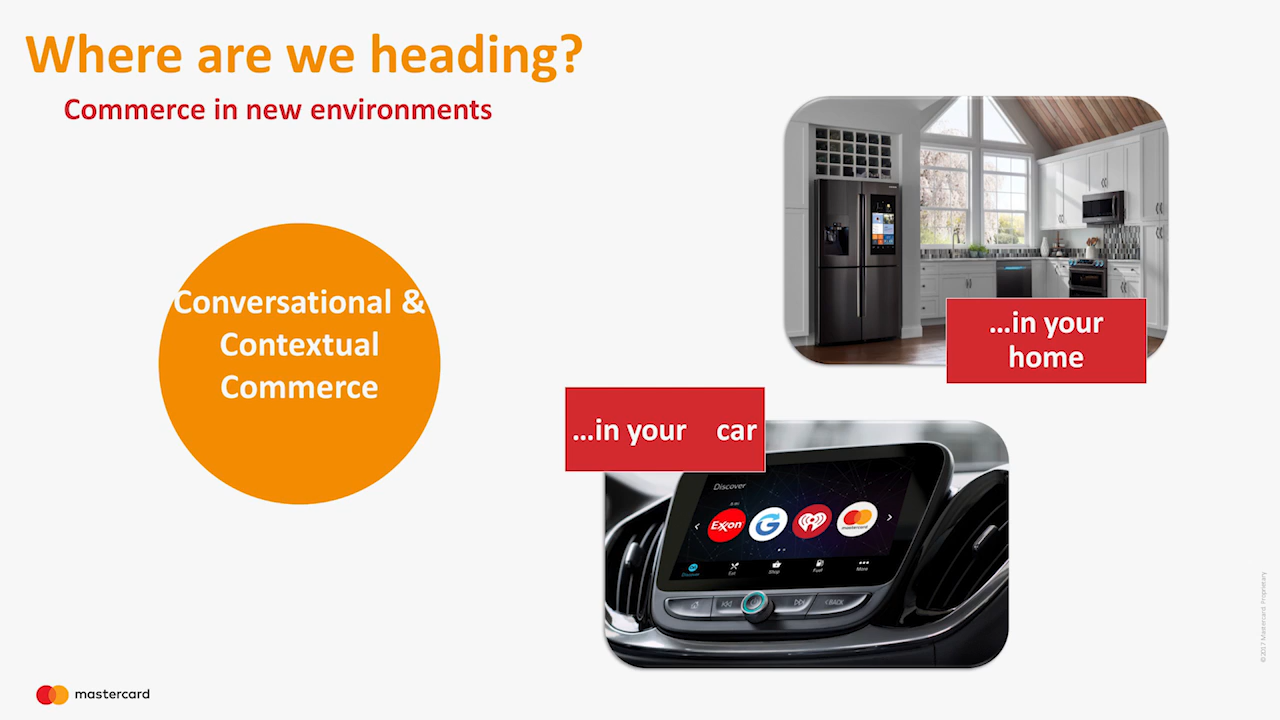 Where are we heading?
Commerce in new environments
Conversational &
Contextual
Commerce
...in your
home
...in your car
Discover
Exxon
G
iHeart
mastercard
Discover
Eat
Shop
Fuel
More
BACK
mastercard
©2017 Mastercard. Proprietary